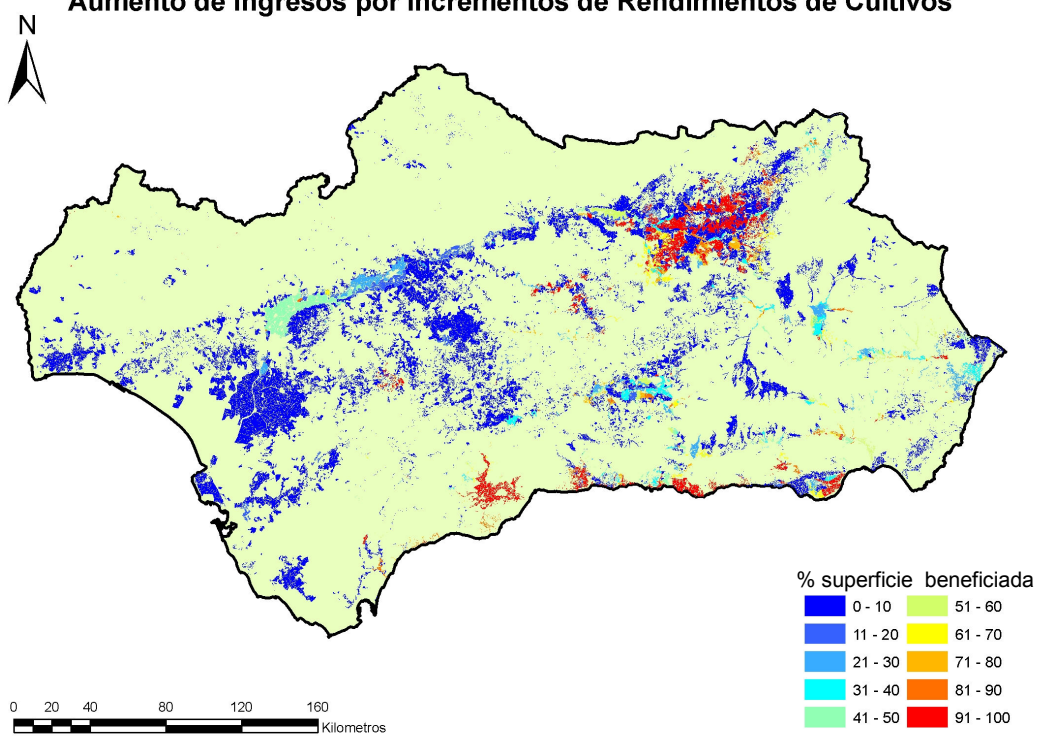 Aumento de Ingresos por Incrementos de Rendimientos de Cultivos
N
% superficie beneficiada
0 - 10
51 - 60
11 - 20
61 - 70
21 - 30
71 - 80
31 - 40
81 - 90
41 - 50
91 - 100
0 20 40 80 120 160
Kilometros